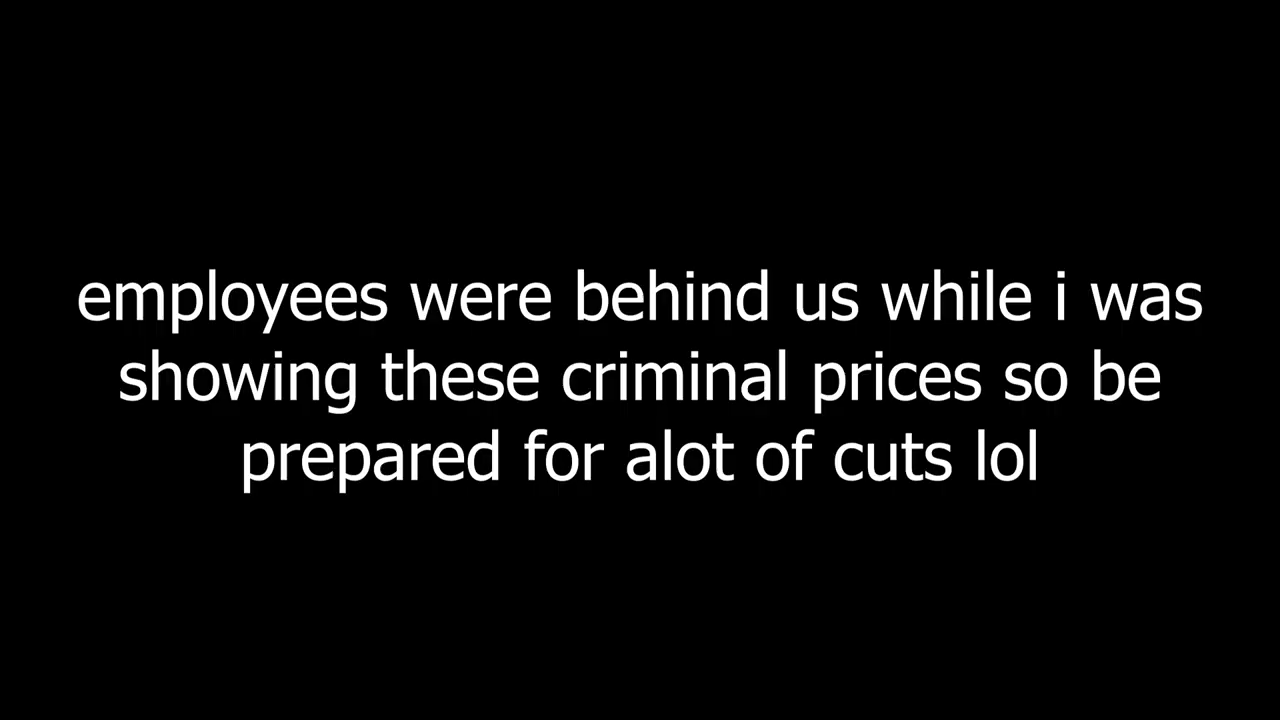 employees were behind us while i was
showing these criminal prices so be
prepared for alot of cuts lol